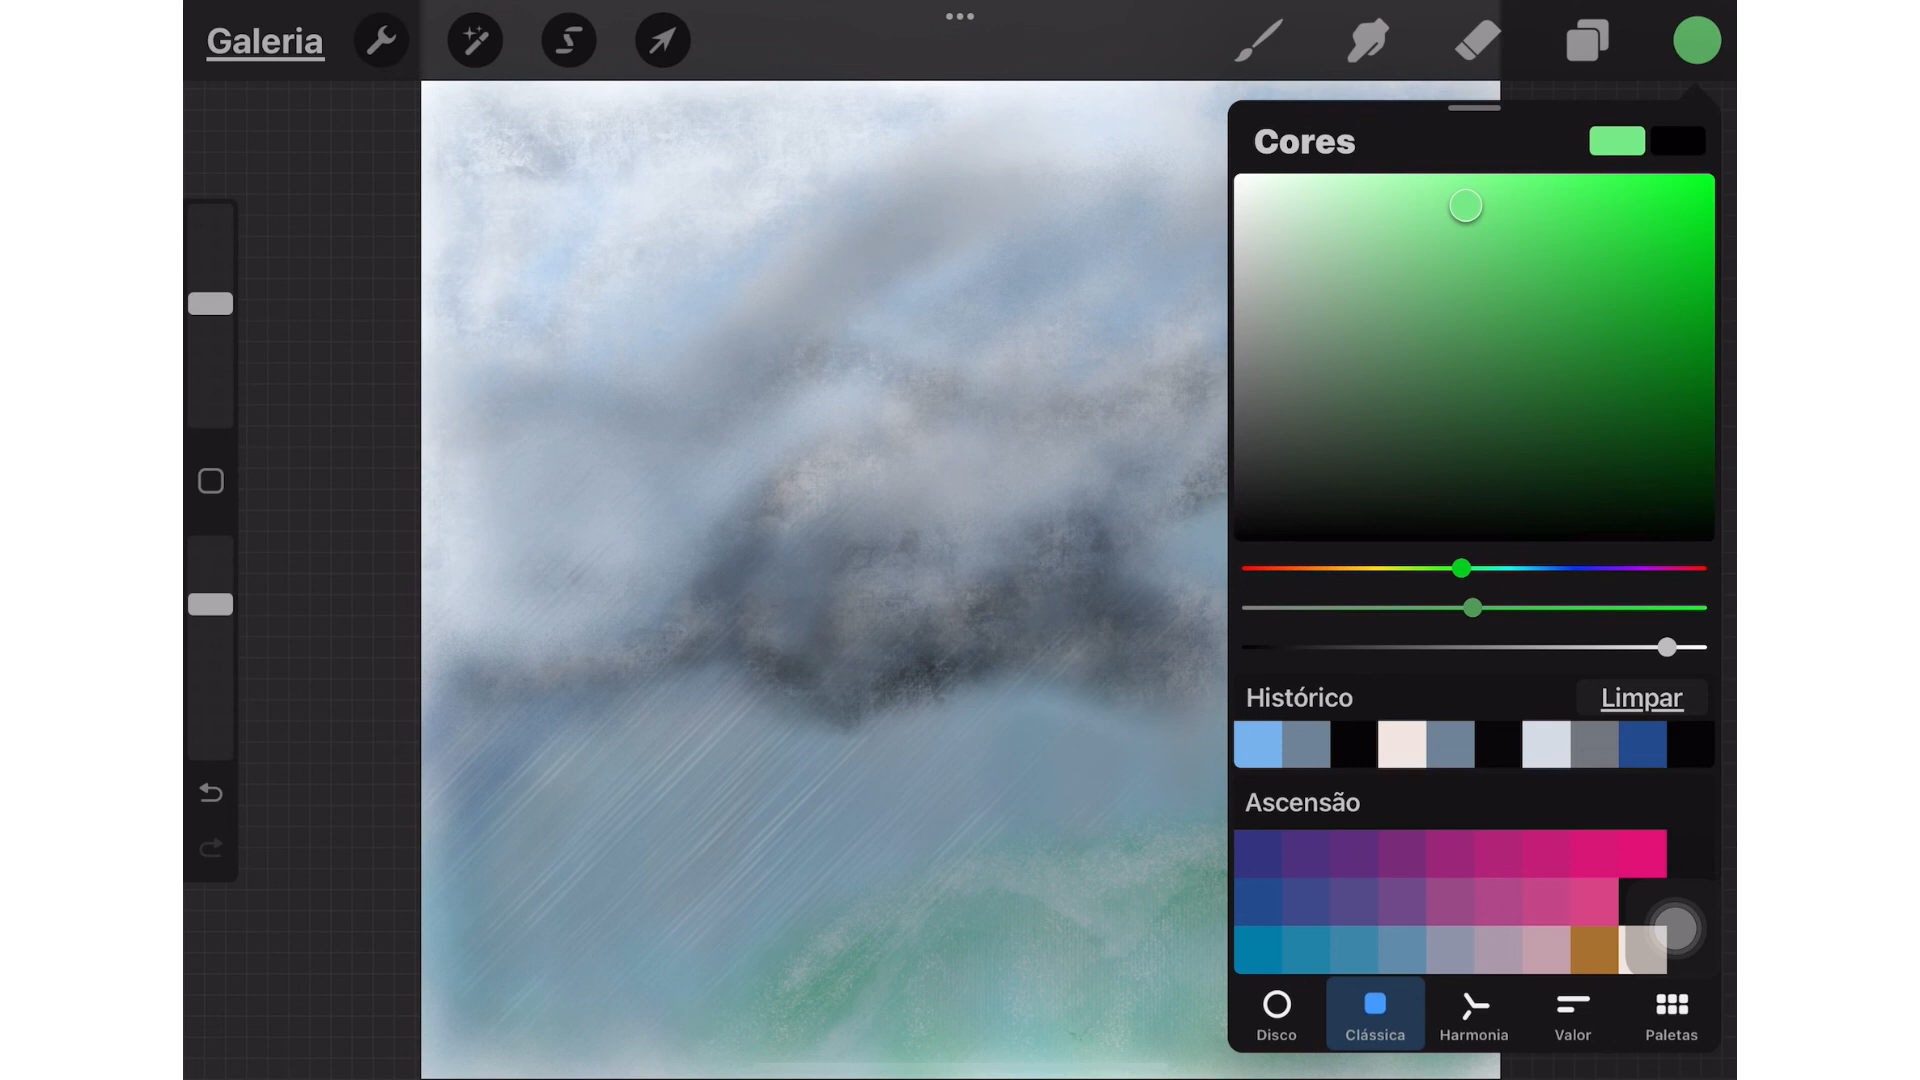 Galeria
Cores
Histórico
Limpar
Ascensão
Disco
Clássica
Harmonia
Valor
Paletas